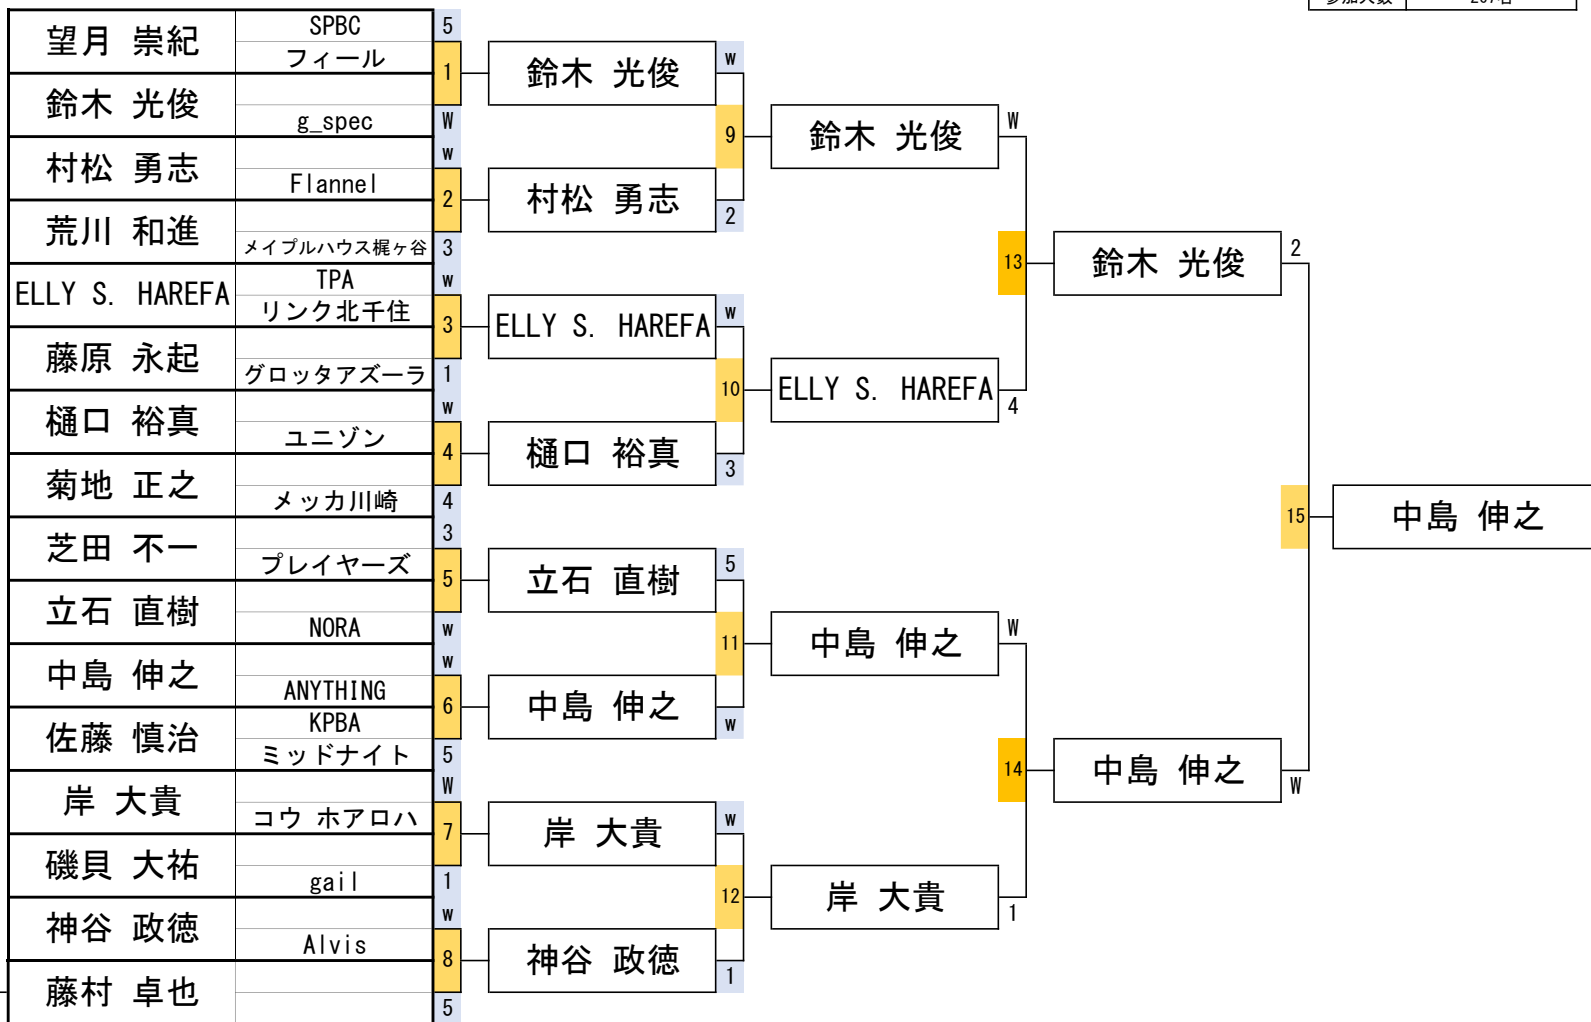 望月 崇紀
SPBC
フィール
5
1
鈴木 光俊
g_spec
W
村松 勇志
Flannel
w
2
荒川 和進
メイプルハウス梶ヶ谷
3
ELLY S. HAREFA
TPA
リンク北千住
w
3
藤原 永起
グロッタアズーラ
1
樋口 裕真
ユニゾン
w
4
菊地 正之
メッカ川崎
4
芝田 不一
プレイヤーズ
3
5
立石 直樹
NORA
w
中島 伸之
ANYTHING
w
6
佐藤 慎治
KPBA
ミッドナイト
5
岸 大貴
コウ ホアロハ
W
7
磯貝 大祐
gail
1
神谷 政徳
Alvis
w
8
藤村 卓也
5
鈴木 光俊
w
9
村松 勇志
2
ELLY S. HAREFA
w
10
樋口 裕真
3
立石 直樹
5
11
中島 伸之
w
岸 大貴
w
12
神谷 政徳
1
鈴木 光俊
W
13
ELLY S. HAREFA
4
中島 伸之
W
14
岸 大貴
1
鈴木 光俊
2
15
中島 伸之
W
中島 伸之